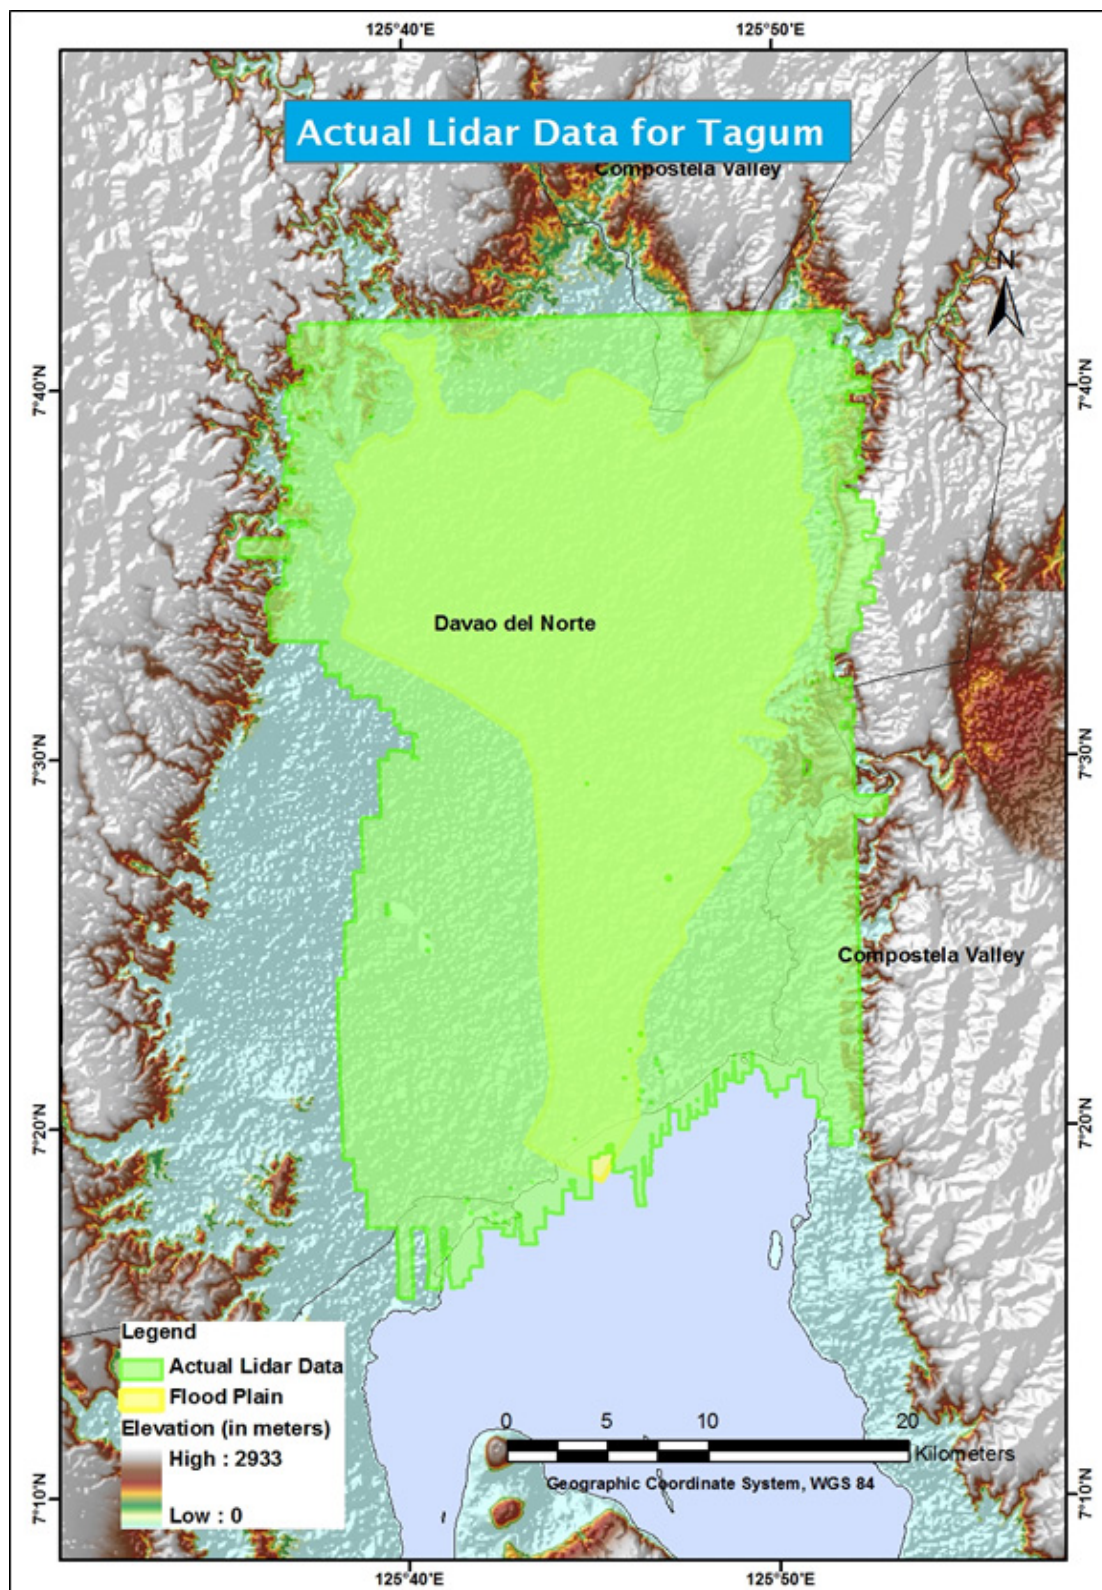 125°40'E
125°50'E
Actual Lidar Data for Tagum
Compostela Valley
N
7°40'N
7°40'N
Davao del Norte
7°30'N
7°30'N
Compostela Valley
7°20'N
7°20'N
Legend
Actual Lidar Data
Flood Plain
Elevation (in meters)
High : 2933
Low : 0
0 5 10 20
Kilometers
Geographic Coordinate System, WGS 84
7°10'N
7°10'N
125°40'E
125°50'E